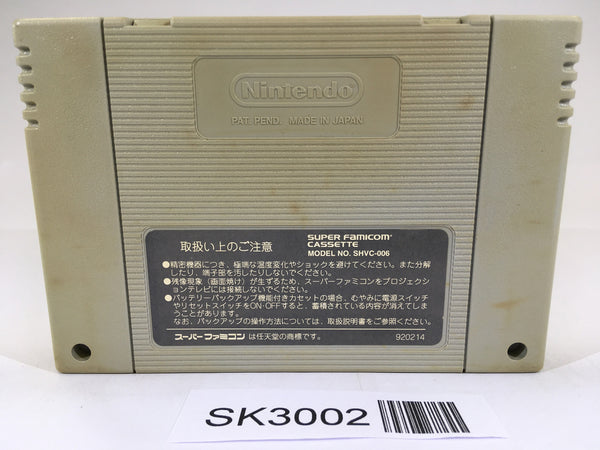 Nintendo
PAT. PEND. MADE IN JAPAN
取扱い上のご注意
SUPER FAMICOM
CASSETTE
MODEL NO. SHVC-006
●精密機器につき、極端な温度変化やショックを避けてください。また分解
したり、端子部を汚したりしないでください。
●残像現象(画面焼け)が生ずるため、スーパーファミコンをプロジェクシ
ョンテレビには接続しないでください。
●バッテリーバックアップ機能付きカセットの場合、むやみに電源スイッチ
やリセットスイッチをON・OFFすると、蓄積されている内容が消えてしま
うことがあります。
なお、バックアップの操作方法については、取扱説明書をご参照ください。
スーパーファミコン は任天堂の商標です。
920214
SK3002